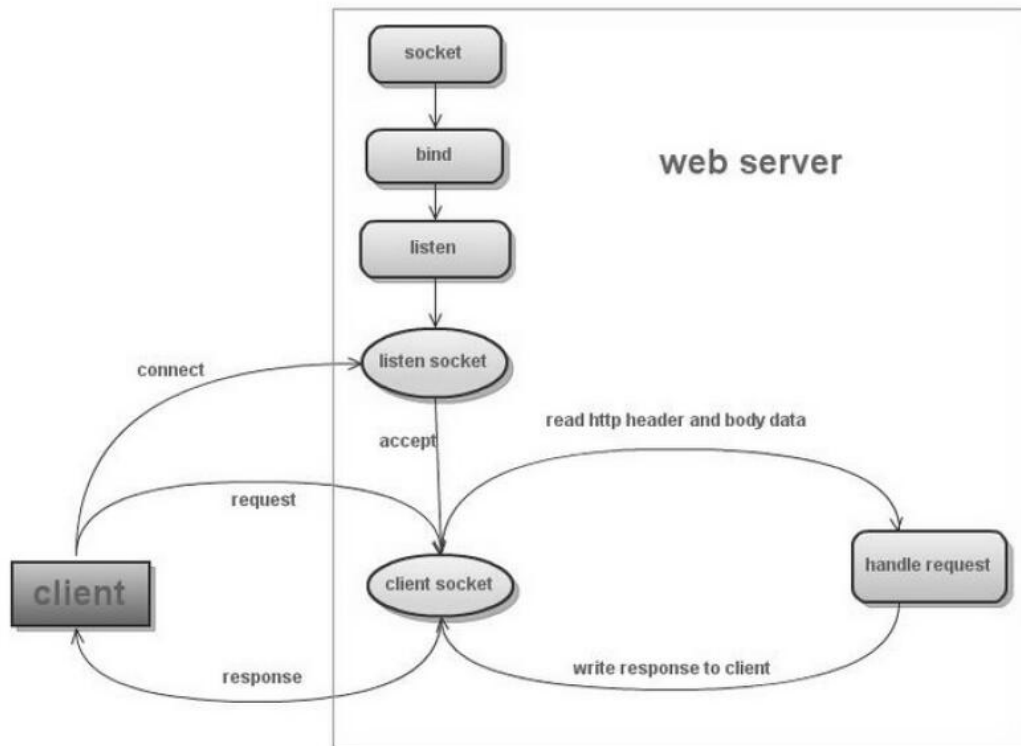 socket
bind
web server
listen
listen socket
connect
accept
read http header and body data
request
client
client socket
handle request
response
write response to client